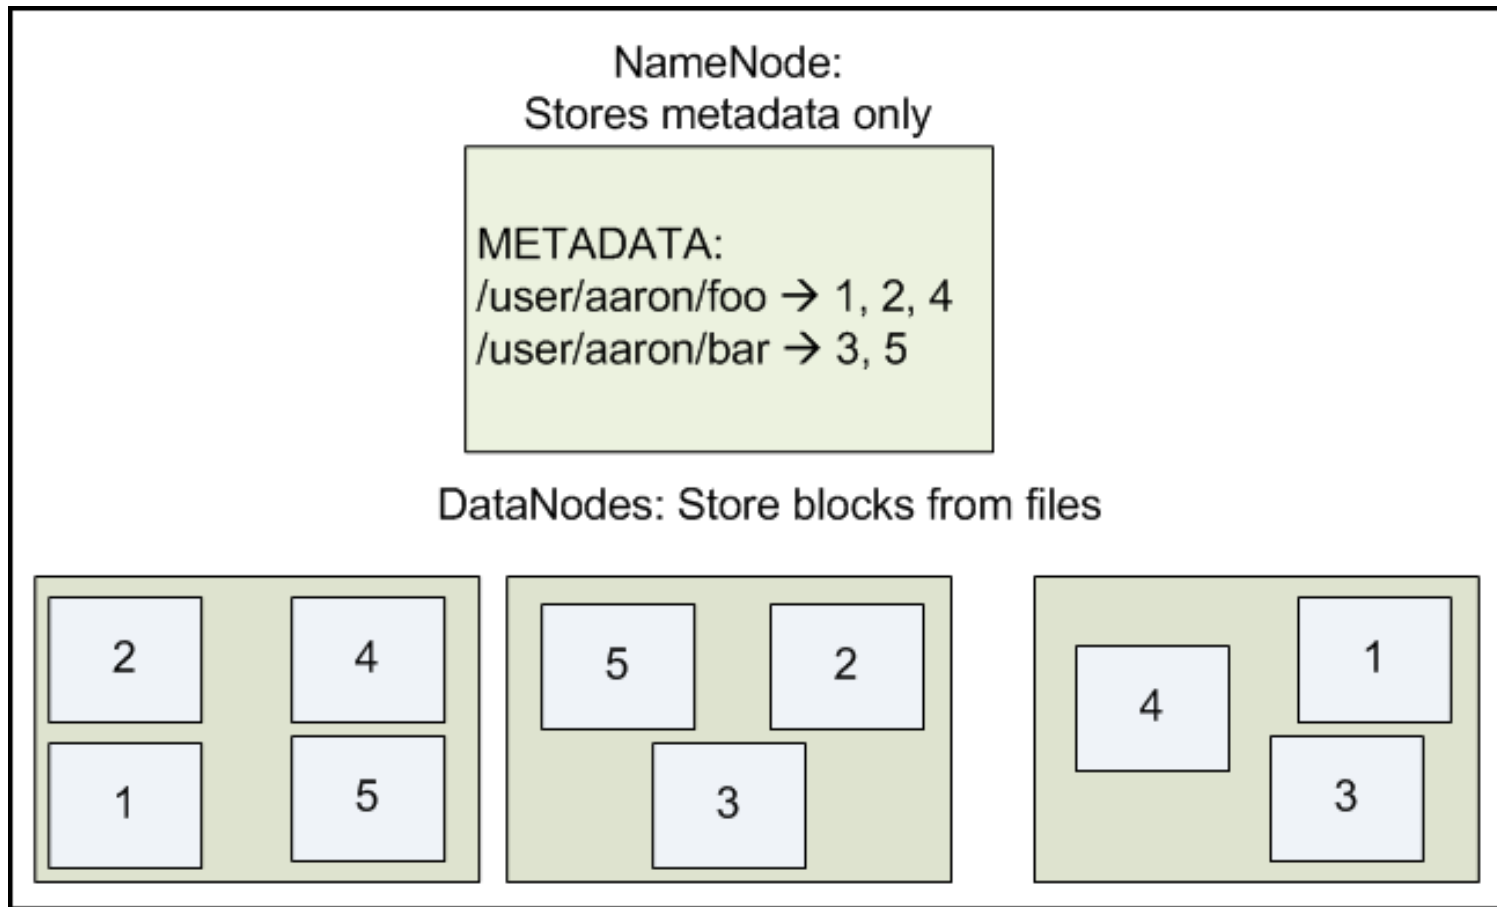 NameNode:
Stores metadata only
METADATA:
/user/aaron/foo → 1, 2, 4
/user/aaron/bar → 3, 5
DataNodes: Store blocks from files
2
4
1
5
5
2
3
4
1
3